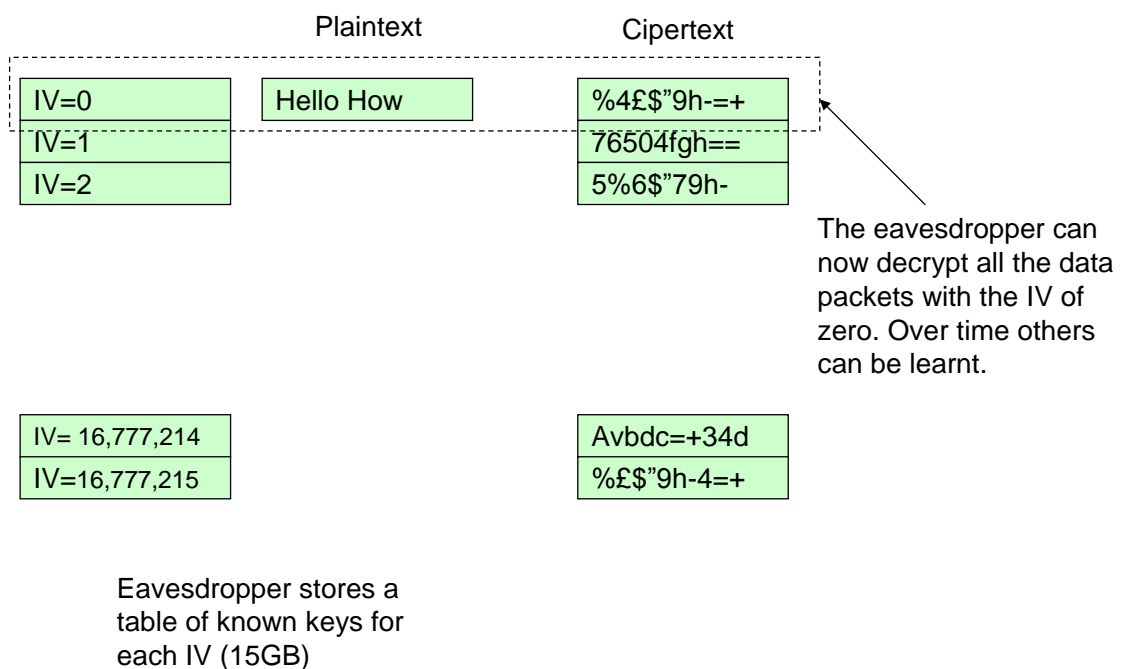 Plaintext
Cipertext
IV=0
Hello How
%4£$”9h-=+
IV=1
76504fgh==
IV=2
5%6$”79h-
The eavesdropper can
now decrypt all the data
packets with the IV of
zero. Over time others
can be learnt.
IV= 16,777,214
Avbdc=+34d
IV=16,777,215
%£$”9h-4=+
Eavesdropper stores a
table of known keys for
each IV (15GB)